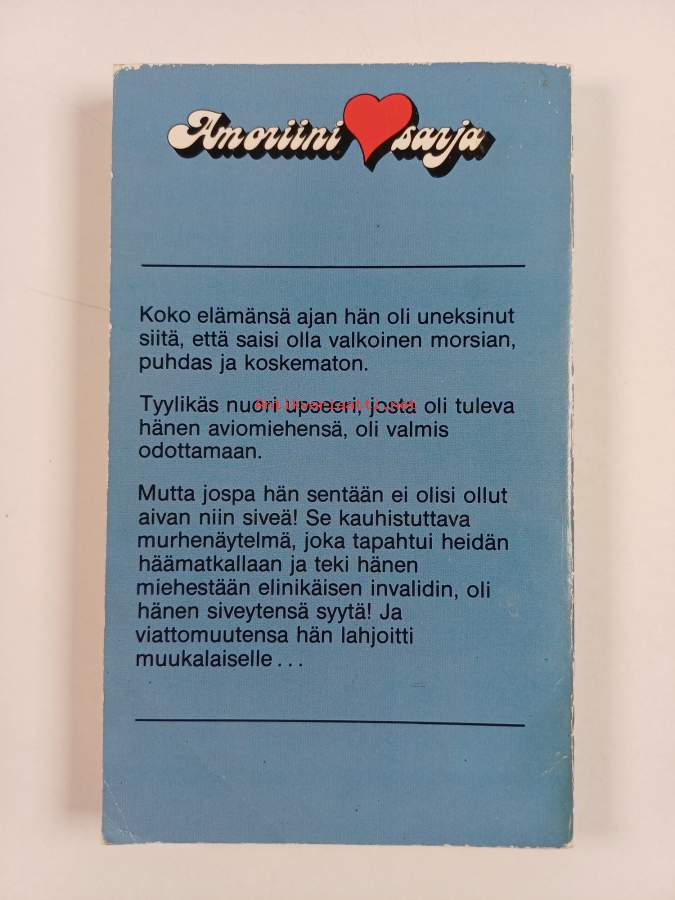 Amoriini sarja
Koko elämänsä ajan hän oli uneksinut
siitä, että saisi olla valkoinen morsian,
puhdas ja koskematon.
Tyylikäs nuori upseeri, josta oli tuleva
hänen aviomiehensä, oli valmis
odottamaan.
Mutta jospa hän sentään ei olisi ollut
aivan niin siveä! Se kauhistuttava
murhenäytelmä, joka tapahtui heidän
häämatkallaan ja teki hänen
miehestään elinikäisen invalidin, oli
hänen siveytensä syytä! Ja
viattomuutensa hän lahjoitti
muukalaiselle...